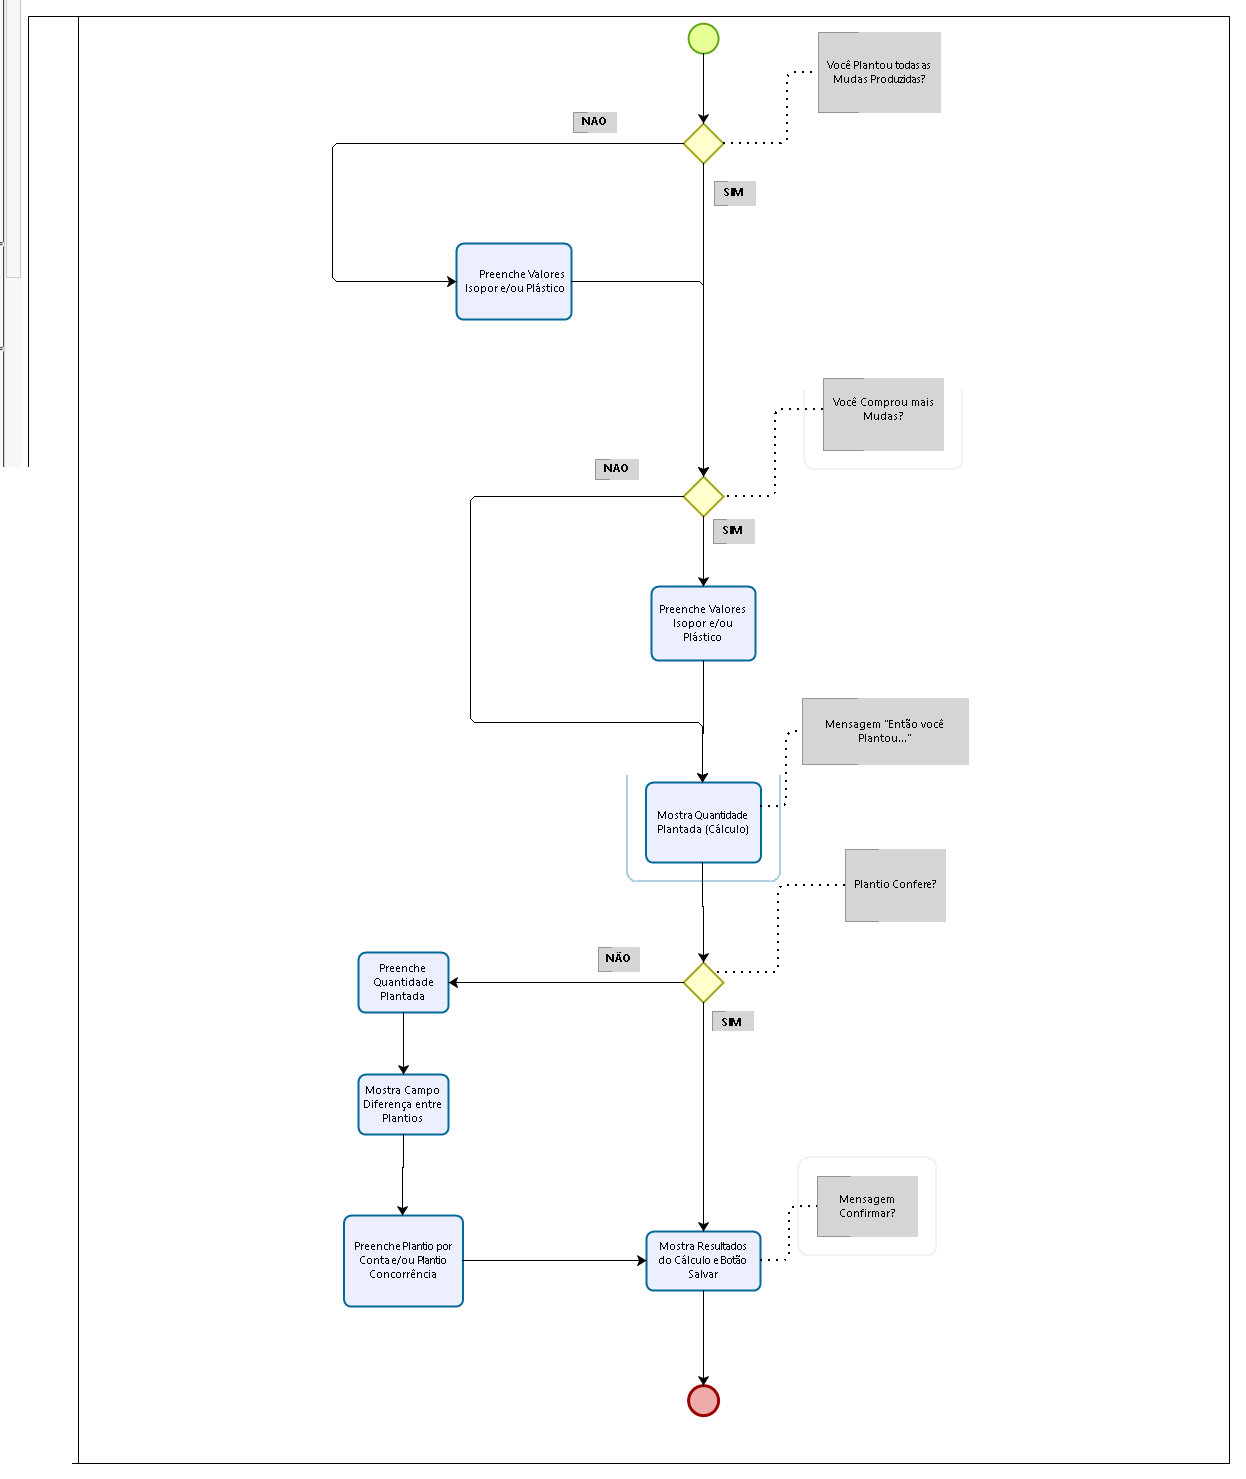 Você Plantou todas as
Mudas Produzidas?
NAO
SIM
Preenche Valores
Isopor e/ou Plástico
Você Comprou mais
Mudas?
NAO
SIM
Preenche Valores
Isopor e/ou
Plástico
Mensagem "Então você
Plantou..."
Mostra Quantidade
Plantada (Cálculo)
Plantio Confere?
NÃO
Preenche
Quantidade
Plantada
SIM
Mostra Campo
Diferença entre
Plantios
Mensagem
Confirmar?
Preenche Plantio por
Conta e/ou Plantio
Concorrência
Mostra Resultados
do Cálculo e Botão
Salvar